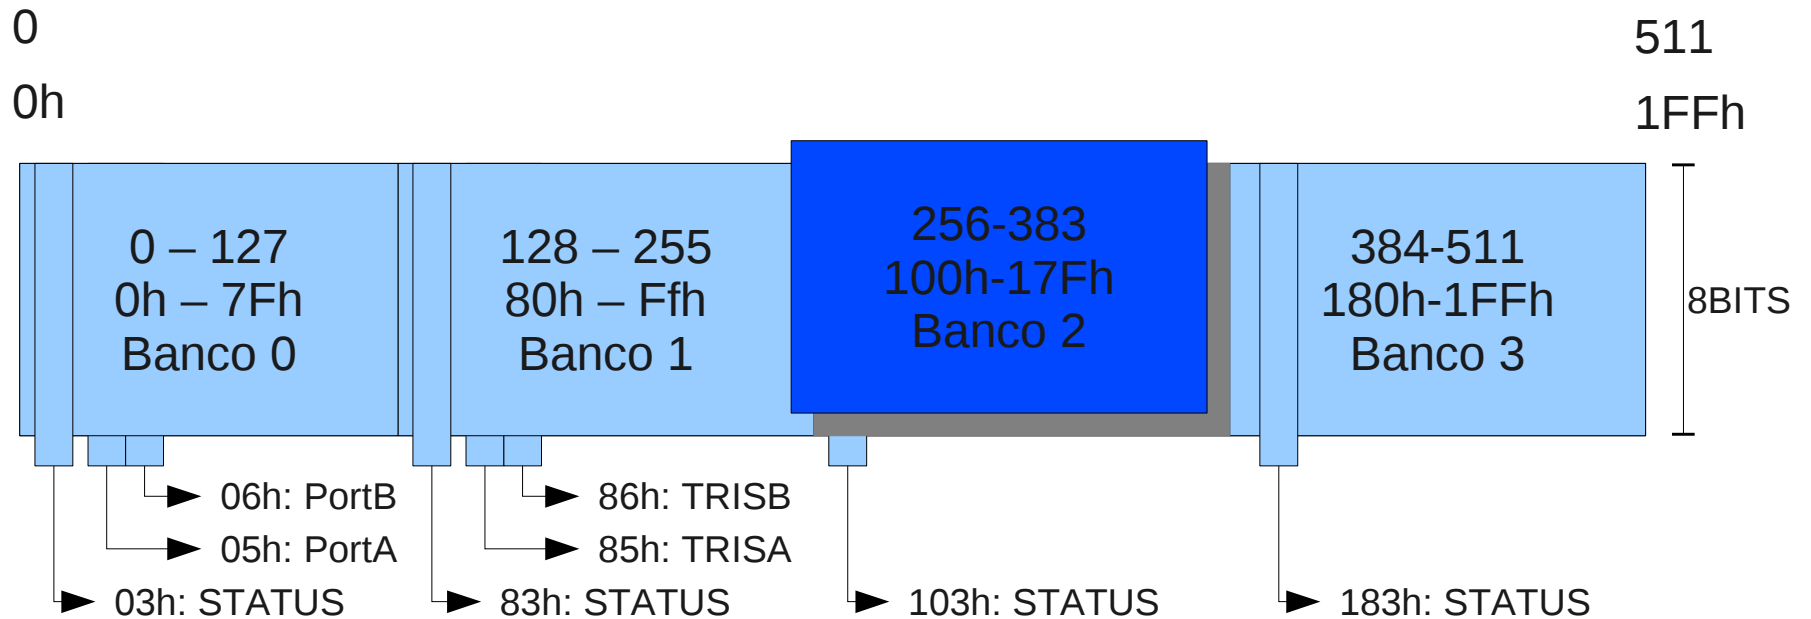 0
511
0h
1FFh
0 – 127
0h – 7Fh
Banco 0
128 – 255
80h – Ffh
Banco 1
256-383
100h-17Fh
Banco 2
384-511
180h-1FFh
Banco 3
8BITS
06h: PortB
86h: TRISB
05h: PortA
85h: TRISA
03h: STATUS
83h: STATUS
103h: STATUS
183h: STATUS